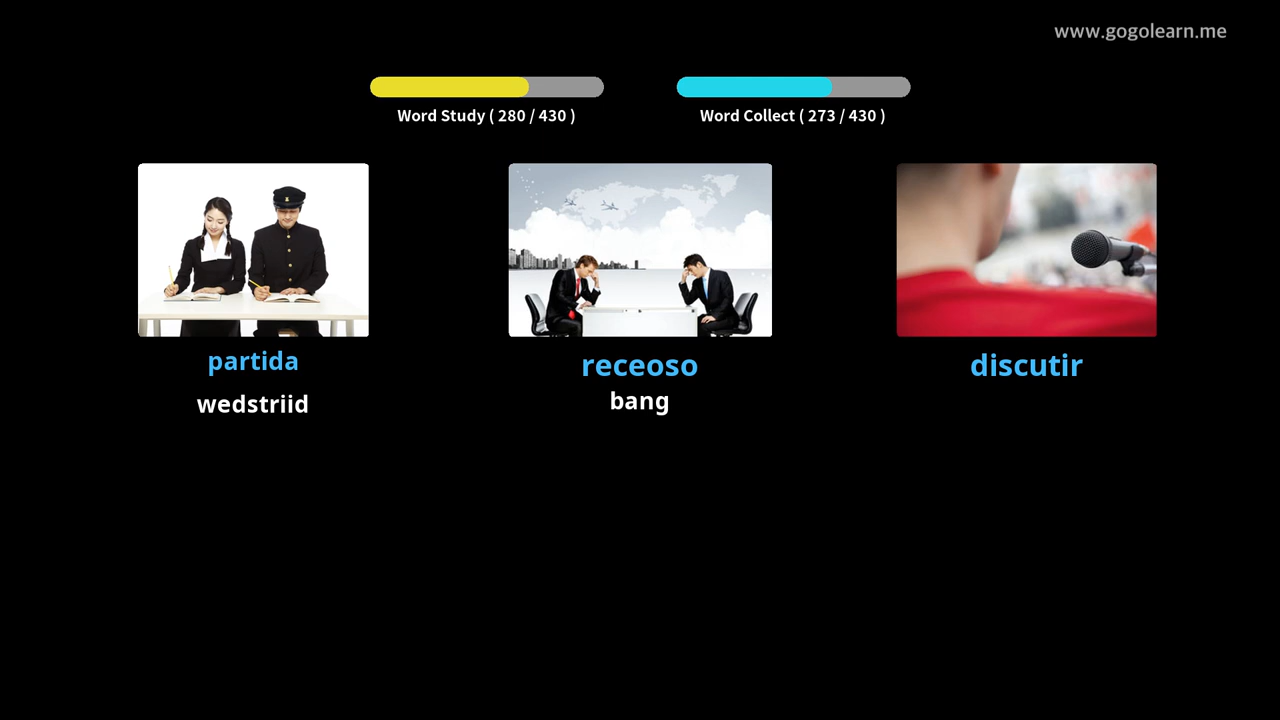 www.gogolearn.me
Word Study ( 280 / 430 )
Word Collect ( 273 / 430 )
partida
receoso
discutir
wedstriid
bang